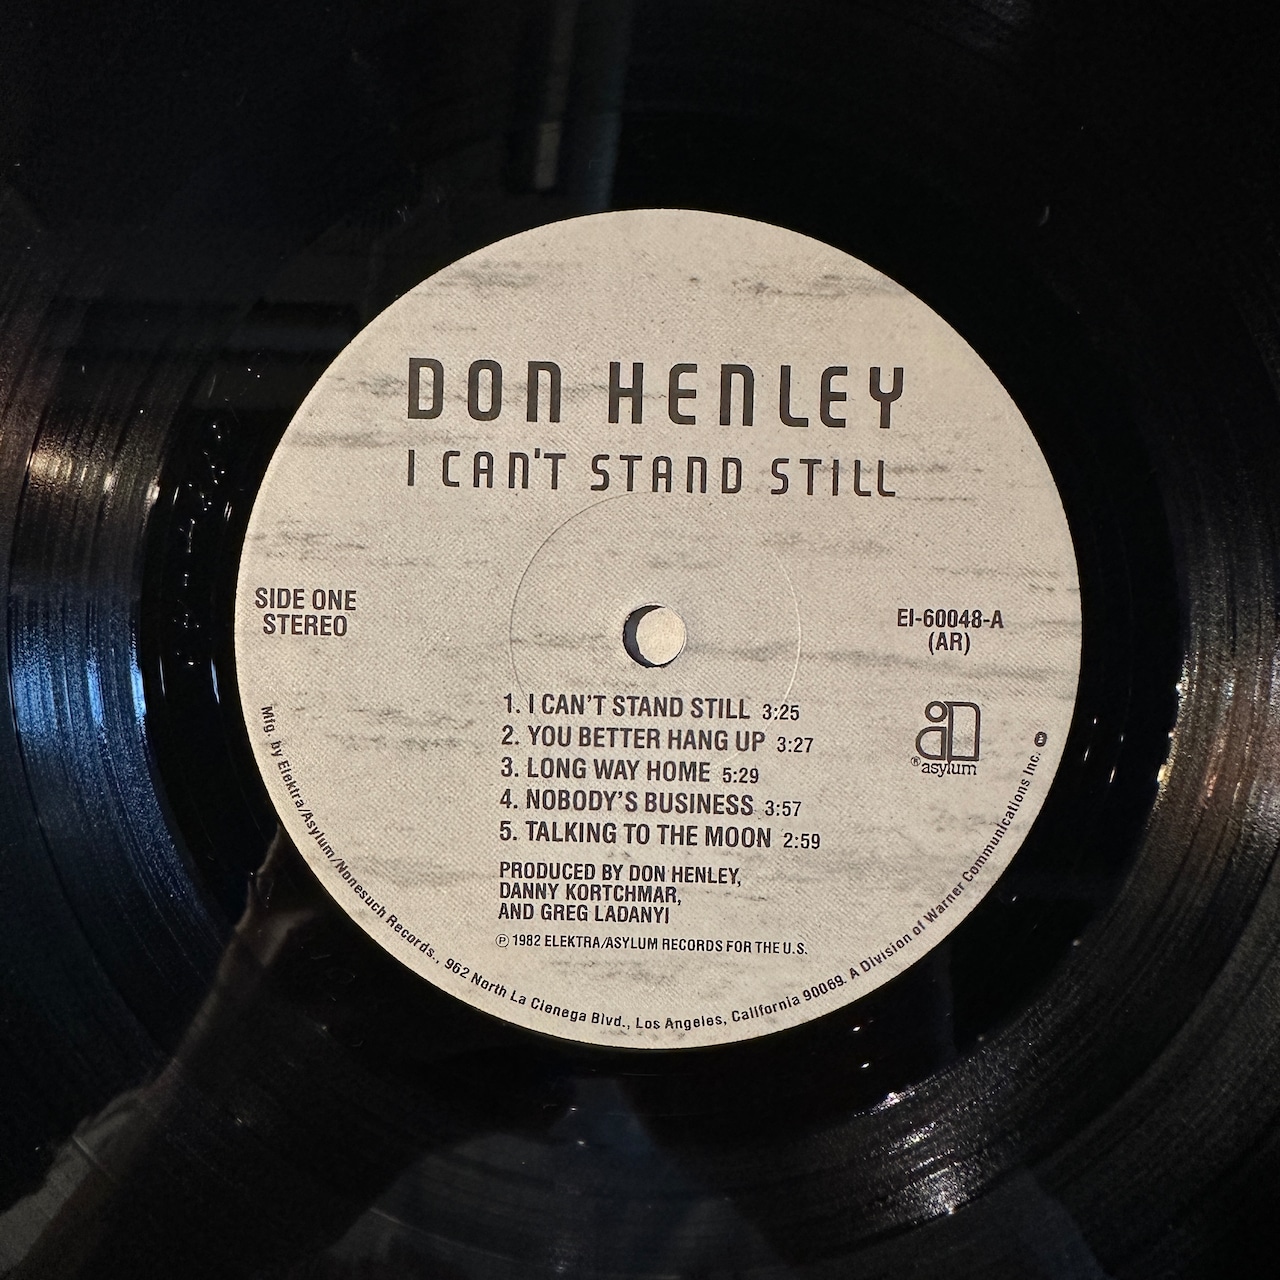 DON HENLEY
I CAN'T STAND STILL
SIDE ONE
STEREO
EI-60048-A
(AR)
1. I CAN'T STAND STILL 3:25
2. YOU BETTER HANG UP 3:27
3. LONG WAY HOME 5:29
4. NOBODY'S BUSINESS 3:57
5. TALKING TO THE MOON 2:59
® asylum
PRODUCED BY DON HENLEY,
DANNY KORTCHMAR,
AND GREG LADANYI
℗ 1982 ELEKTRA/ASYLUM RECORDS FOR THE U.S.
Mfg. by Elektra/Asylum/Nonesuch Records., 962 North La Cienega Blvd., Los Angeles, California 90069. A Division of Warner Communications Inc.